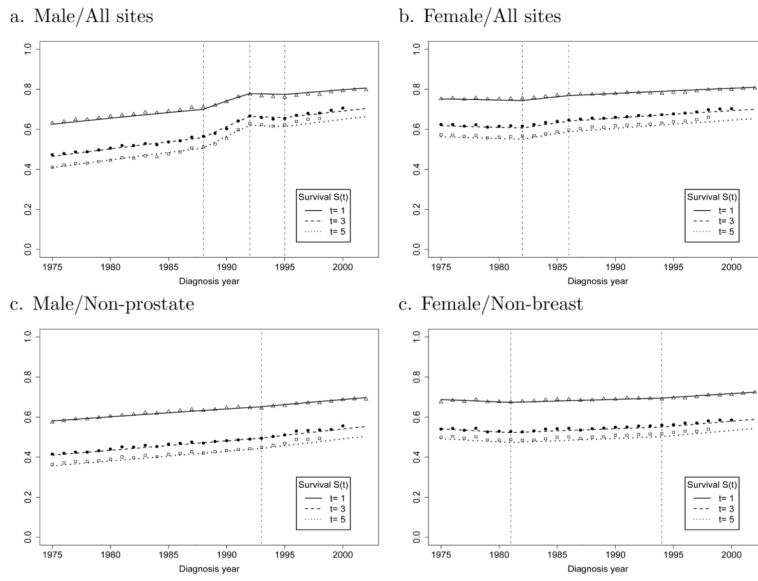 a. Male/All sites
b. Female/All sites
1.0
0.8
0.6
0.4
0.2
0.0
Survival S(t)
t= 1
t= 3
t= 5
1975 1980 1985 1990 1995 2000
Diagnosis year
1.0
0.8
0.6
0.4
0.2
0.0
Survival S(t)
t= 1
t= 3
t= 5
1975 1980 1985 1990 1995 2000
Diagnosis year
c. Male/Non-prostate
c. Female/Non-breast
1.0
0.8
0.6
0.4
0.2
0.0
Survival S(t)
t= 1
t= 3
t= 5
1975 1980 1985 1990 1995 2000
Diagnosis year
1.0
0.8
0.6
0.4
0.2
0.0
Survival S(t)
t= 1
t= 3
t= 5
1975 1980 1985 1990 1995 2000
Diagnosis year